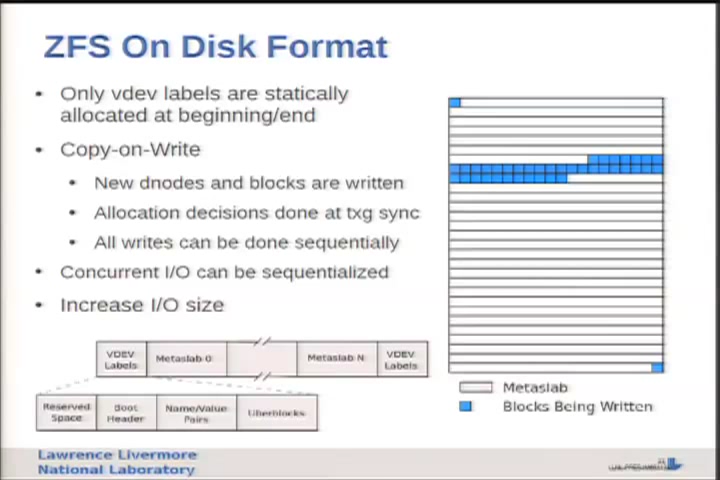 ZFS On Disk Format
• Only vdev labels are statically
allocated at beginning/end
• Copy-on-Write
• New dnodes and blocks are written
• Allocation decisions done at txg sync
• All writes can be done sequentially
• Concurrent I/O can be sequentialized
• Increase I/O size
VDEV
Labels
Metaslab 0
Metaslab N
VDEV
Labels
Reserved
Space
Boot
Header
Name/Value
Pairs
Uberblocks
Metaslab
Blocks Being Written
Lawrence Livermore
National Laboratory